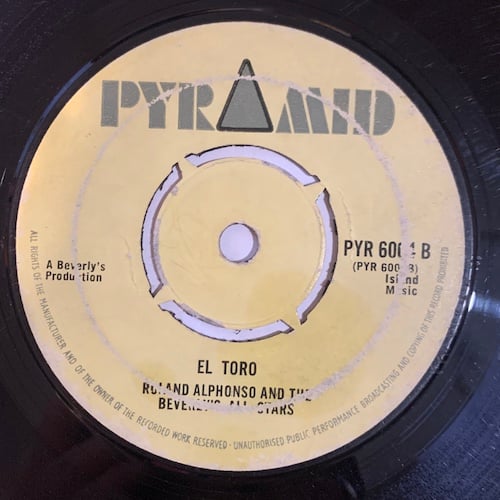 PYRAMID
A Beverly's
Production
PYR 6004 B
(PYR 600 B)
Island
Music
EL TORO
ROLAND ALPHONSO AND THE
BEVERLY'S ALL STARS
ALL RIGHTS OF THE MANUFACTURER AND OF THE OWNER OF THE RECORDED WORK RESERVED · UNAUTHORISED PUBLIC PERFORMANCE BROADCASTING AND COPYING OF THIS RECORD PROHIBITED